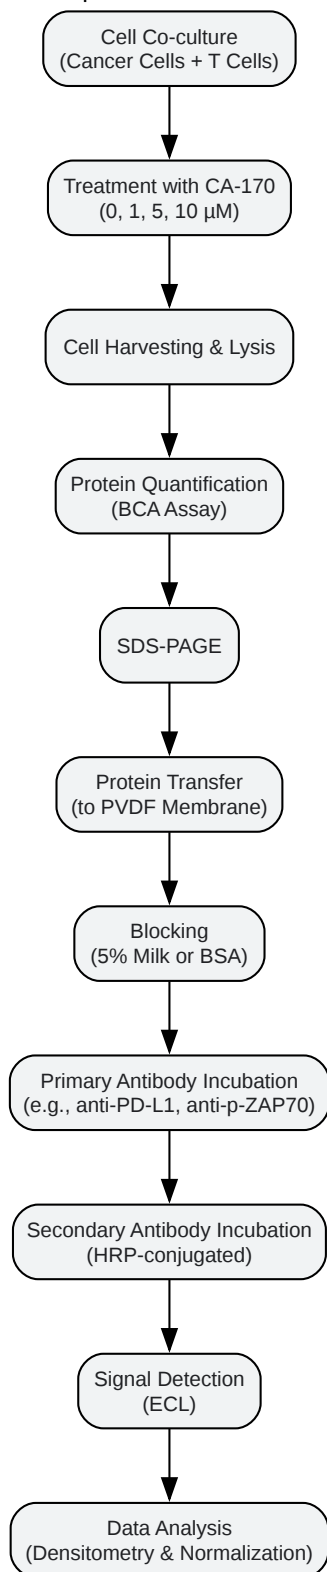 Cell Co-culture
(Cancer Cells + T Cells)
Treatment with CA-170
(0, 1, 5, 10 µM)
Cell Harvesting & Lysis
Protein Quantification
(BCA Assay)
SDS-PAGE
Protein Transfer
(to PVDF Membrane)
Blocking
(5% Milk or BSA)
Primary Antibody Incubation
(e.g., anti-PD-L1, anti-p-ZAP70)
Secondary Antibody Incubation
(HRP-conjugated)
Signal Detection
(ECL)
Data Analysis
(Densitometry & Normalization)